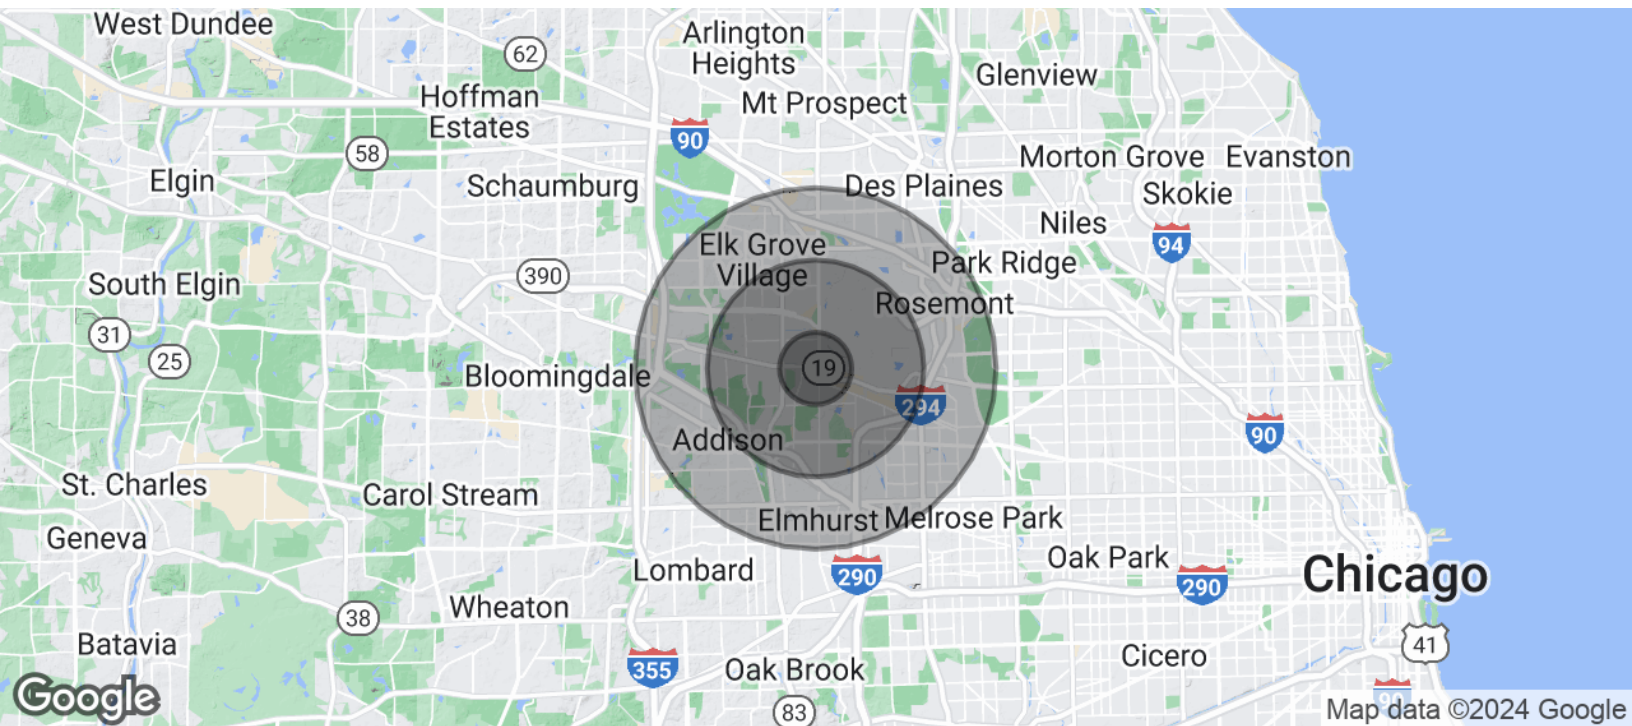 West Dundee
62
Arlington
Heights
Glenview
Hoffman
Estates
Mt Prospect
90
58
Morton Grove
Evanston
Elgin
Schaumburg
Des Plaines
Skokie
Niles
94
Elk Grove
Village
Park Ridge
390
South Elgin
Rosemont
31
25
19
Bloomingdale
294
90
Addison
St. Charles
Carol Stream
Elmhurst
Melrose Park
Geneva
Oak Park
Lombard
290
290
Chicago
Wheaton
38
Batavia
41
Cicero
355
Oak Brook
Google
90
83
Map data ©2024 Google